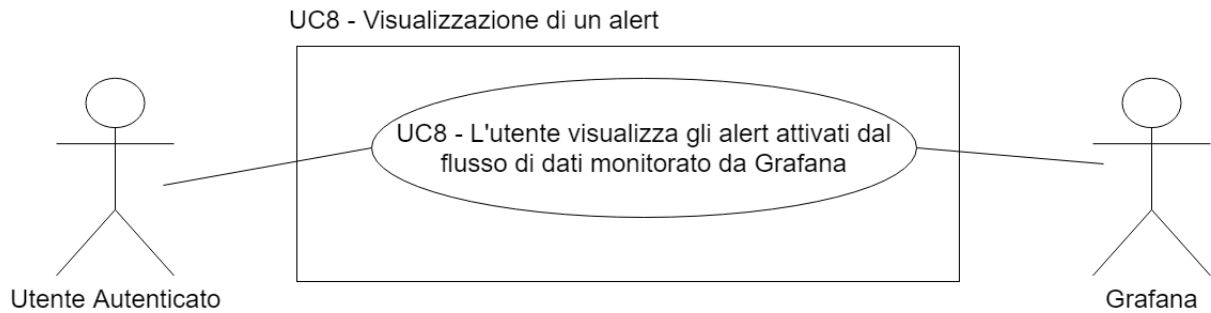 UC8 - Visualizzazione di un alert
UC8 - L'utente visualizza gli alert attivati dal
flusso di dati monitorato da Grafana
Utente Autenticato
Grafana